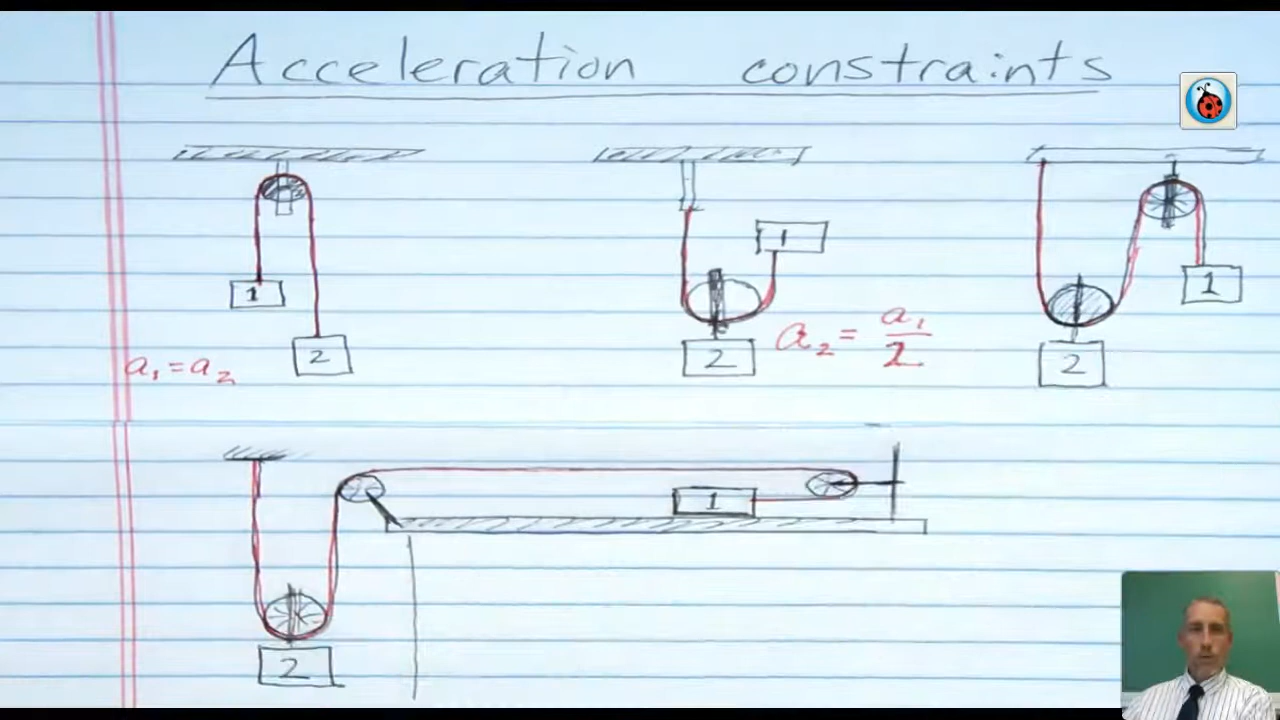 Acceleration constraints
1
2
a₁ = a₂
1
2
a₂ = a₁/2
1
2
1
2